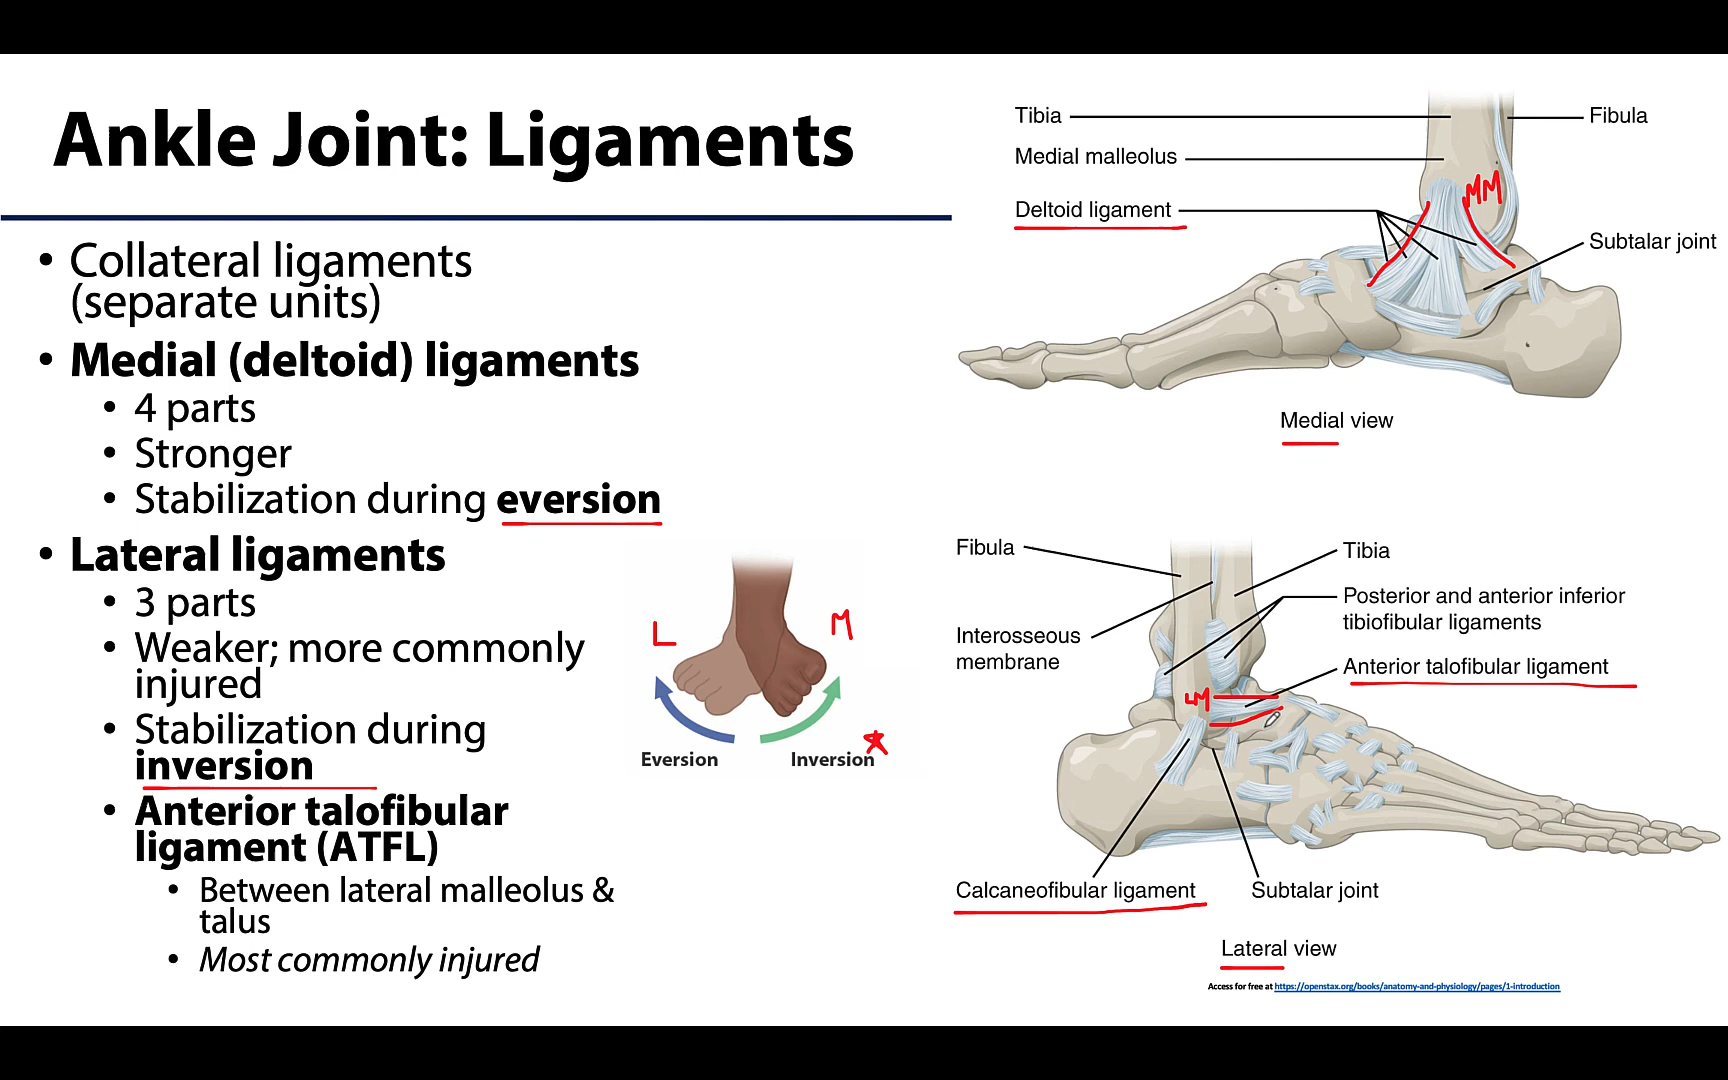 Ankle Joint: Ligaments
• Collateral ligaments
(separate units)
• Medial (deltoid) ligaments
• 4 parts
• Stronger
• Stabilization during eversion
• Lateral ligaments
• 3 parts
• Weaker; more commonly
injured
• Stabilization during
inversion
• Anterior talofibular
ligament (ATFL)
• Between lateral malleolus &
talus
• Most commonly injured
L
M
Eversion
Inversion
Tibia
Fibula
Medial malleolus
MM
Deltoid ligament
Subtalar joint
Medial view
Fibula
Tibia
Posterior and anterior inferior
tibiofibular ligaments
Interosseous
membrane
Anterior talofibular ligament
LM
Calcaneofibular ligament
Subtalar joint
Lateral view
Access for free at https://openstax.org/books/anatomy-and-physiology/pages/1-introduction